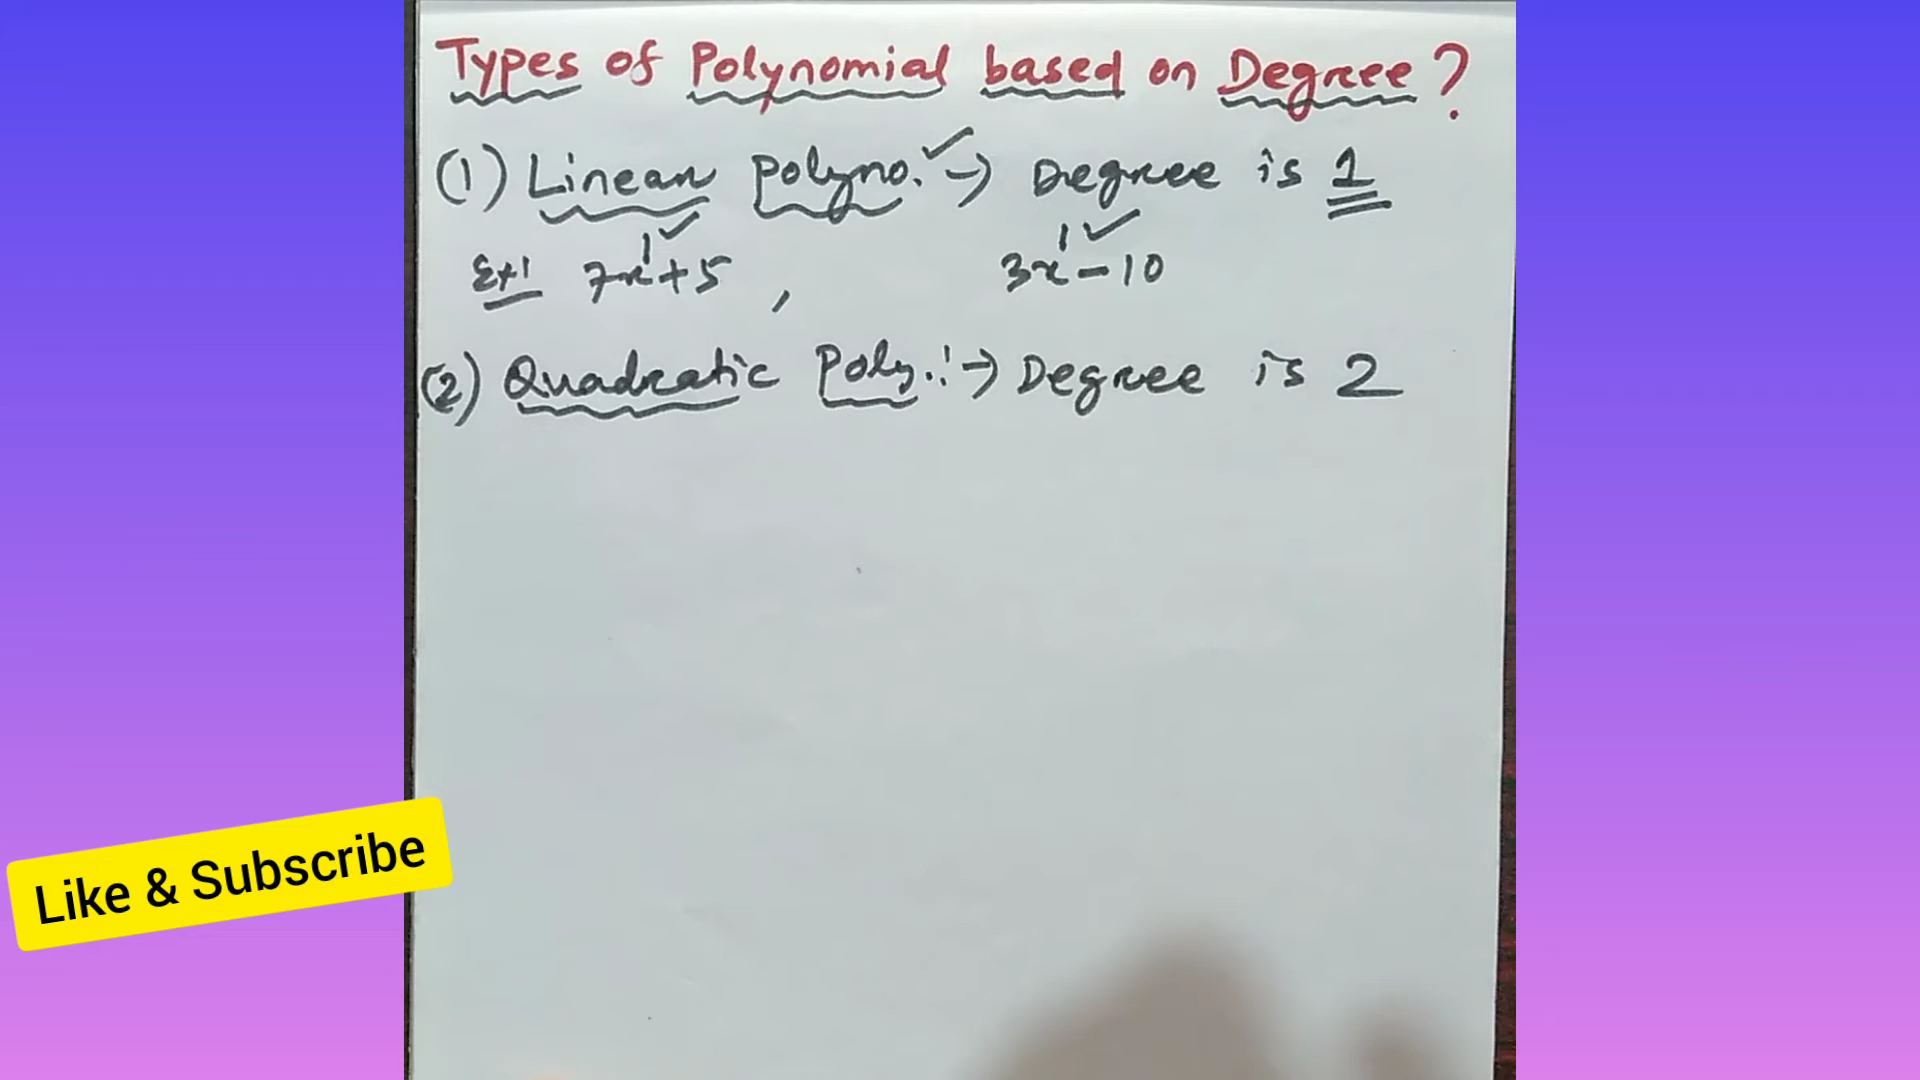 Types of Polynomial based on Degree?
(1) Linear Polyno. → Degree is 1
Ex! 7x¹+5, 3x¹-10
(2) Quadratic Poly.:→ Degree is 2
Like & Subscribe